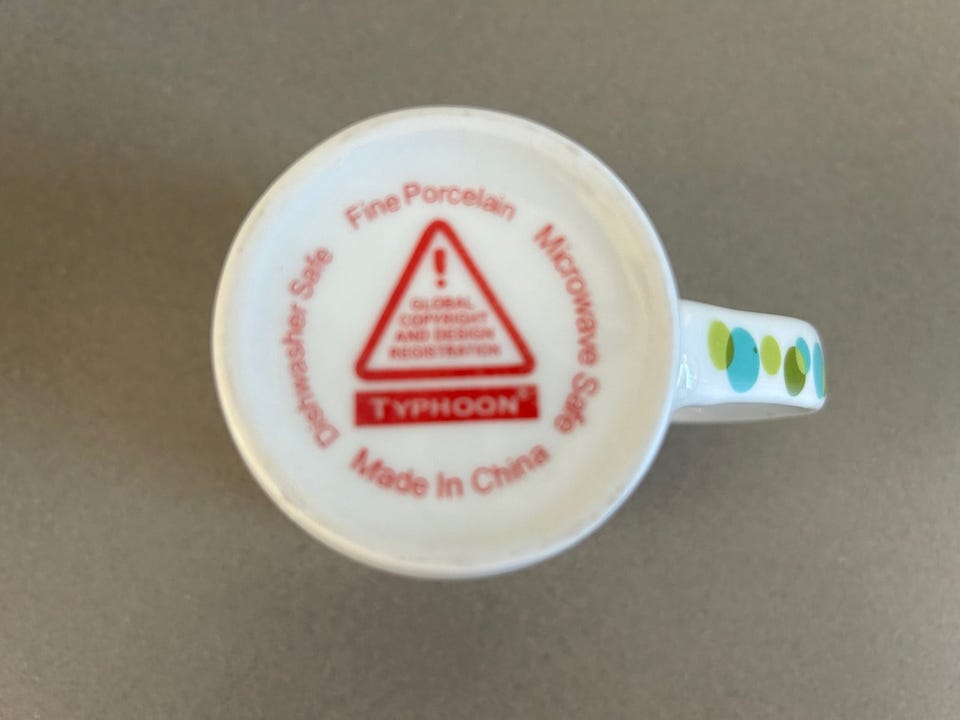 Fine Porcelain
Microwave Safe
Dishwasher Safe
!
GLOBAL
COPYRIGHT
AND DESIGN
REGISTRATION
TYPHOON®
Made In China